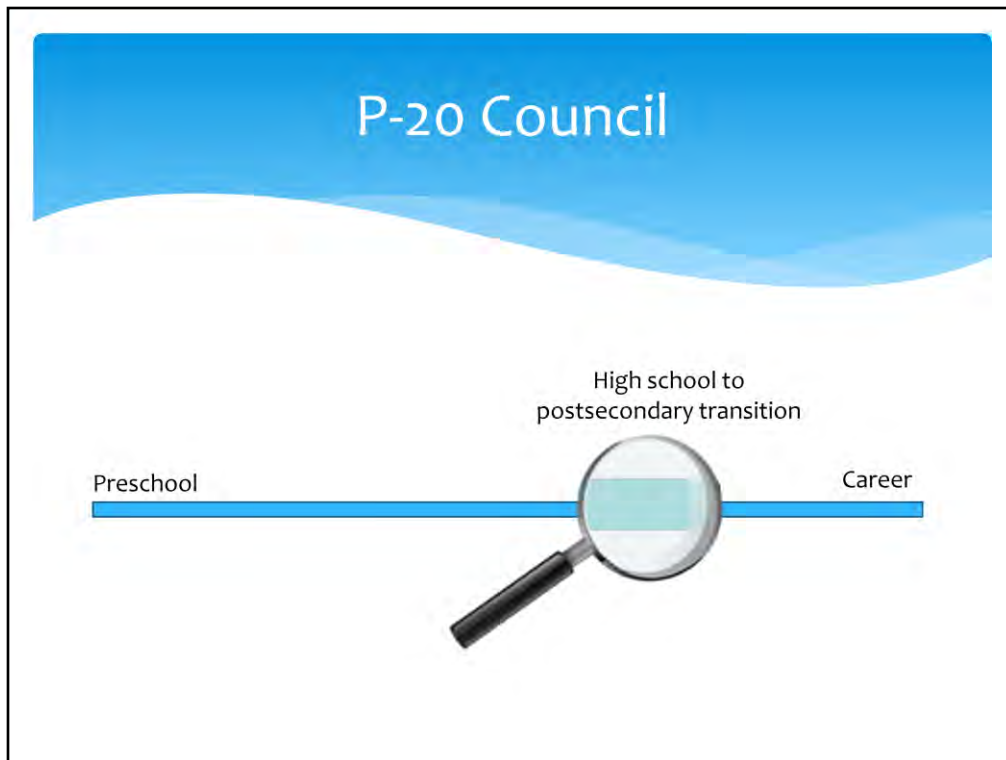 P-20 Council
High school to
postsecondary transition
Preschool
Career